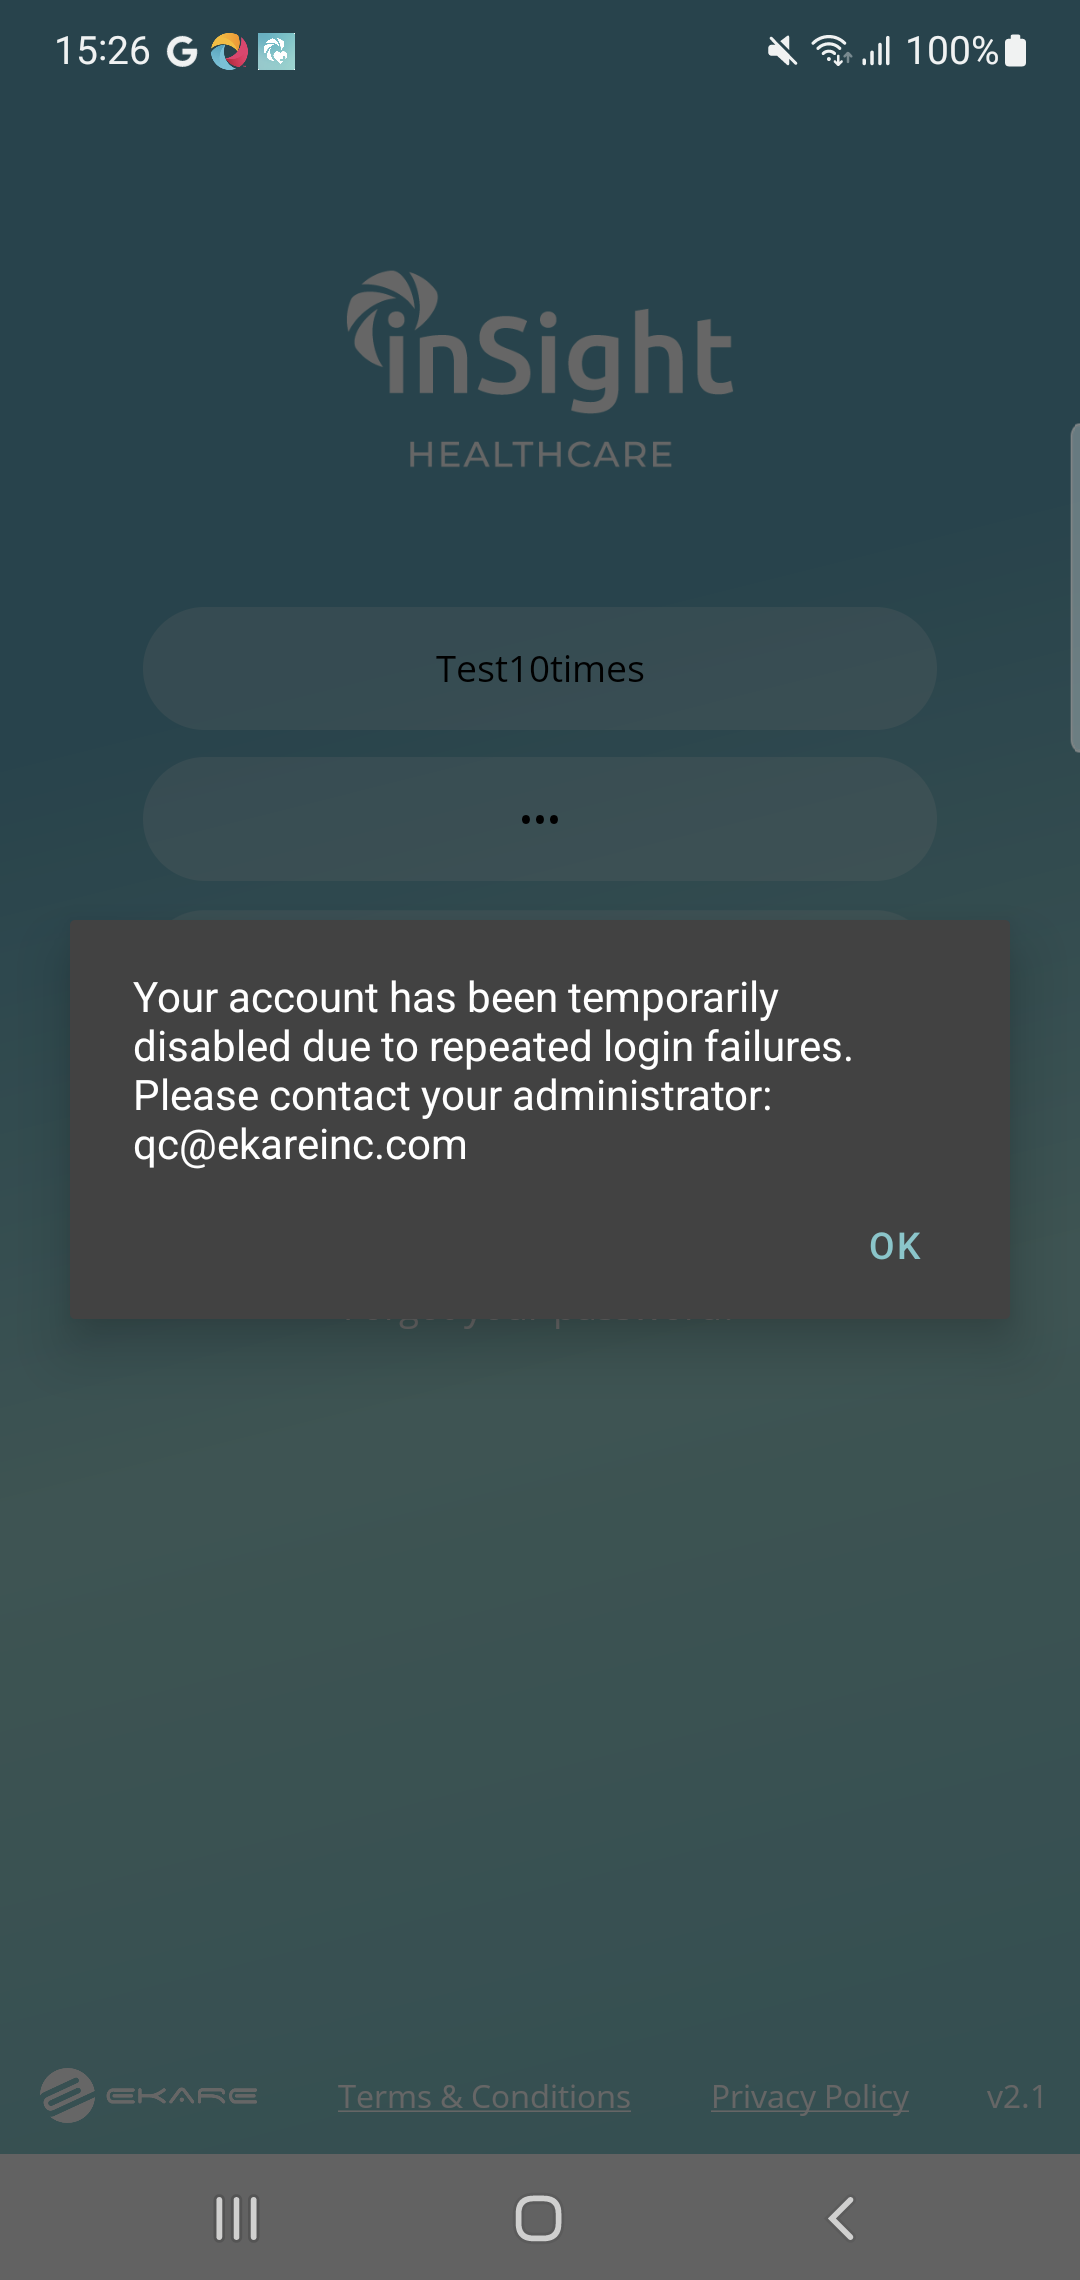 15:26
100%
inSight
HEALTHCARE
Test10times
•••
Your account has been temporarily
disabled due to repeated login failures.
Please contact your administrator:
qc@ekareinc.com
OK
EKARE
Terms & Conditions
Privacy Policy
v2.1